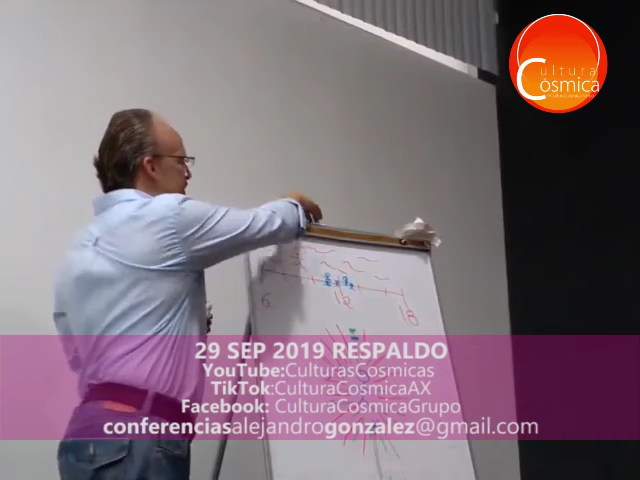 Cultura
Cósmica
6
12
18
29 SEP 2019 RESPALDO
YouTube:CulturasCosmicas
TikTok:CulturaCosmicaAX
Facebook: CulturaCosmicaGrupo
conferenciasalejandrogonzalez@gmail.com